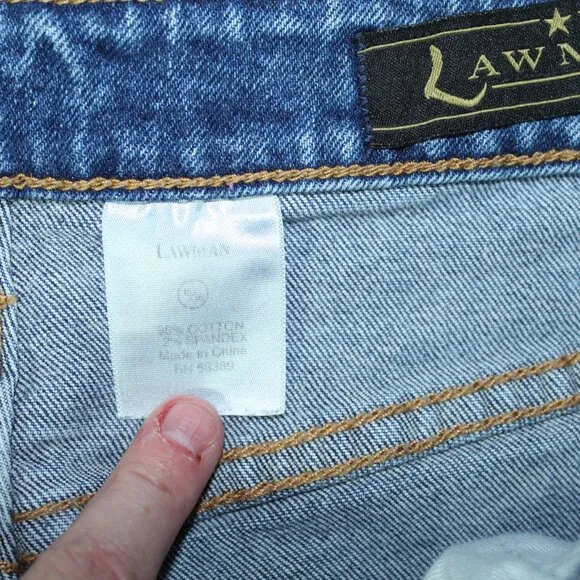 LAWM
LAWMAN
98% COTTON
2% SPANDEX
Made in China
RN 58389